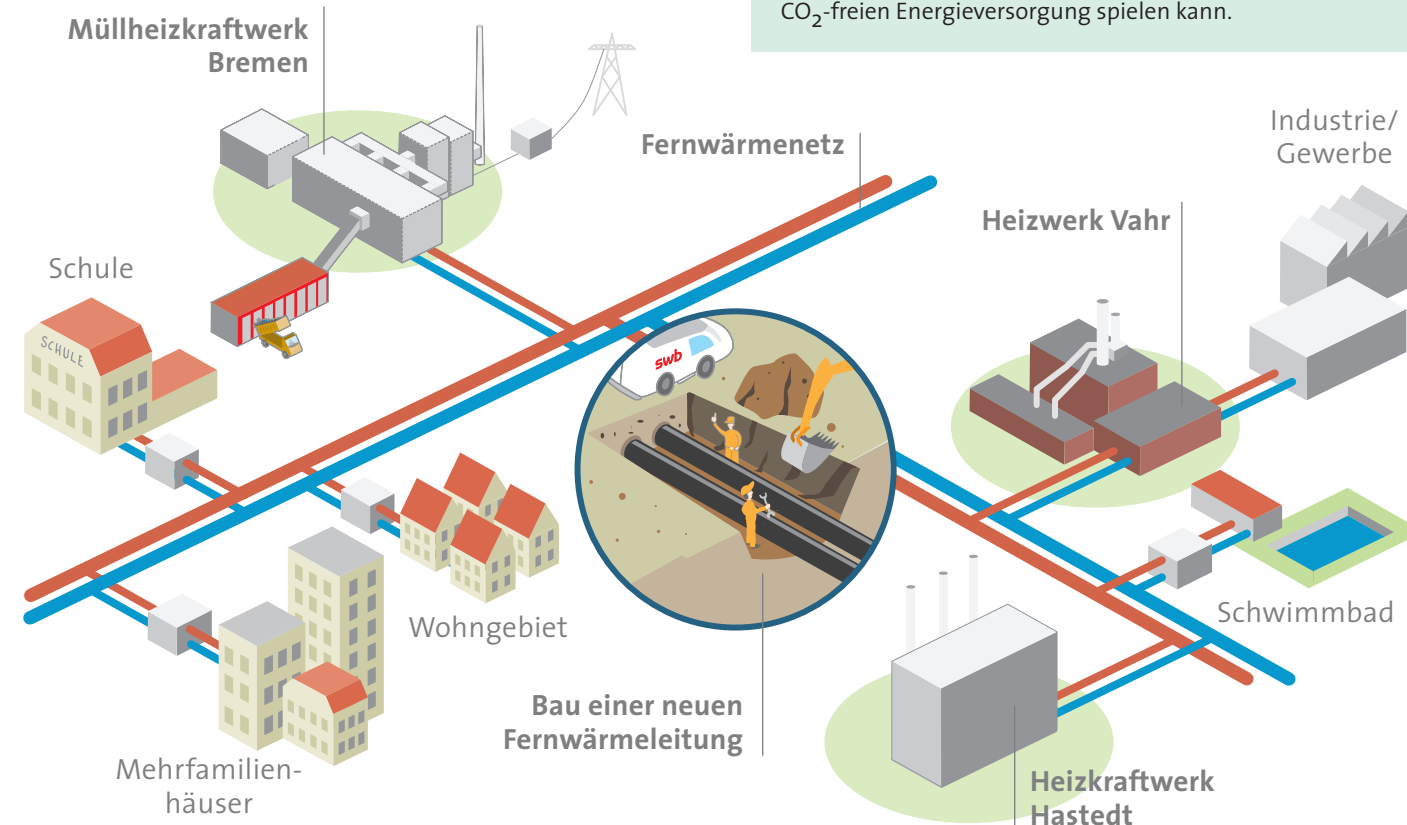 CO₂-freien Energieversorgung spielen kann.
Müllheizkraftwerk
Bremen
Fernwärmenetz
Industrie/
Gewerbe
Heizwerk Vahr
Schule
SCHULE
swb
Wohngebiet
Schwimmbad
Bau einer neuen
Fernwärmeleitung
Mehrfamilien-
häuser
Heizkraftwerk
Hastedt